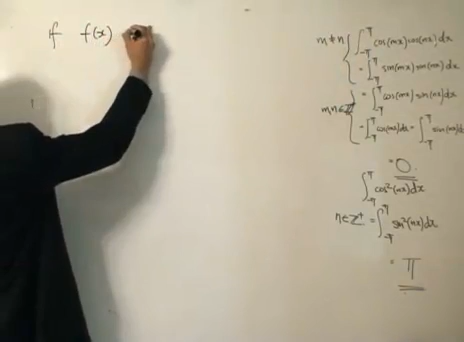 If f(x)
m ≠ n { ∫_{-π}^{π} cos(mx) cos(nx) dx
= ∫_{-π}^{π} sin(mx) sin(nx) dx
m,n ∈ ℤ⁺ { = ∫_{-π}^{π} cos(mx) sin(nx) dx
= ∫_{-π}^{π} cos(nx) dx = ∫_{-π}^{π} sin(nx) d
= 0
∫_{-π}^{π} cos²(nx) dx
n ∈ ℤ⁺ = ∫_{-π}^{π} sin²(nx) dx
= π